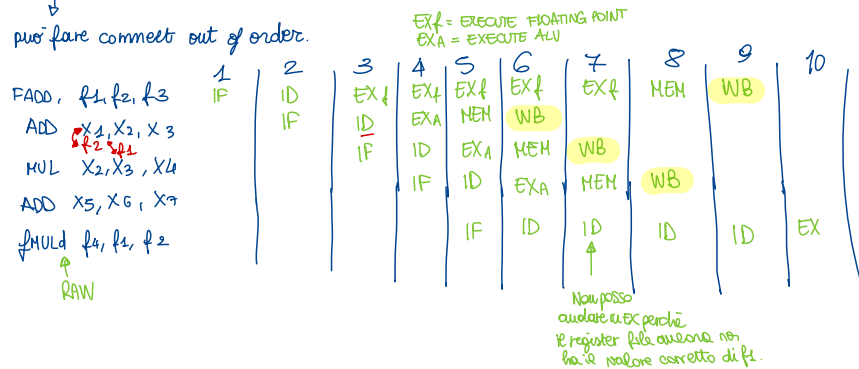 può fare commett out of order.
EXf = EXECUTE FLOATING POINT
EXA = EXECUTE ALU
1 2 3 4 5 6 7 8 9 10
FADD, f1, f2, f3 IF ID EXf EXf EXf EXf EXf MEM WB
ADD X1, X2, X3 IF ID EXA MEM WB
f2 f1
MUL X2, X3, X4 IF ID EXA MEM WB
ADD X5, X6, X7 IF ID EXA MEM WB
fMULd f4, f1, f2 IF ID ID ID ID EX
RAW
Non posso
andare in EX perchè
il register file ancora non
ha il valore corretto di f1.